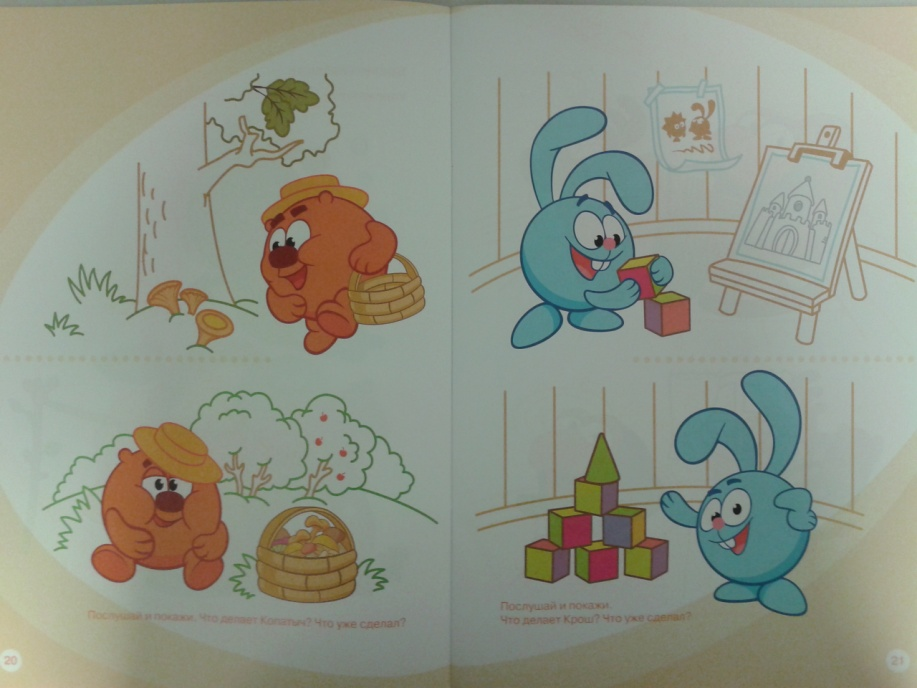 Послушай и покажи. Что делает Копатыч? Что уже сделал?
20
Послушай и покажи.
Что делает Крош? Что уже сделал?
21